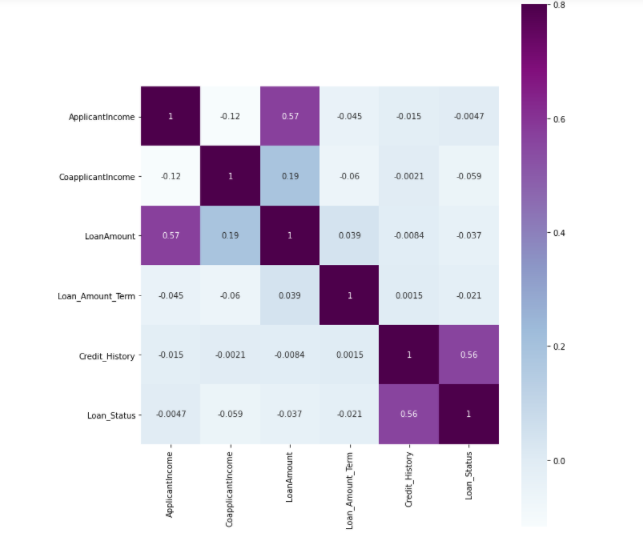 0.8
ApplicantIncome 1 -0.12 0.57 -0.045 -0.015 -0.0047
0.6
CoapplicantIncome -0.12 1 0.19 -0.06 -0.0021 -0.059
LoanAmount 0.57 0.19 1 0.039 -0.0084 -0.037
0.4
Loan_Amount_Term -0.045 -0.06 0.039 1 0.0015 -0.021
0.2
Credit_History -0.015 -0.0021 -0.0084 0.0015 1 0.56
Loan_Status -0.0047 -0.059 -0.037 -0.021 0.56 1
0.0
ApplicantIncome
CoapplicantIncome
LoanAmount
Loan_Amount_Term
Credit_History
Loan_Status